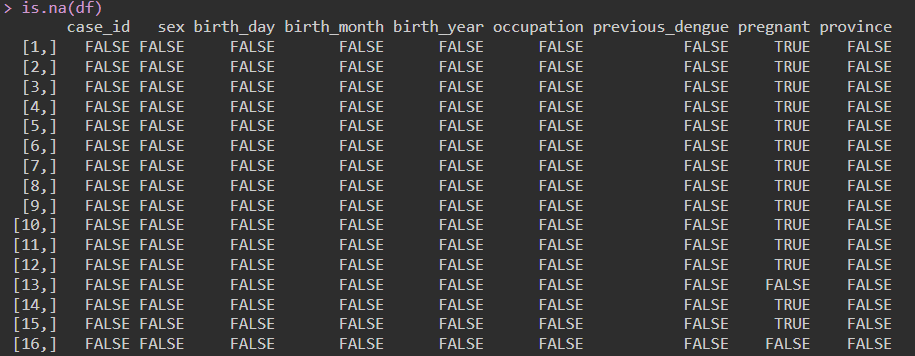 > is.na(df)
case_id sex birth_day birth_month birth_year occupation previous_dengue pregnant province
[1,] FALSE FALSE FALSE FALSE FALSE FALSE FALSE TRUE FALSE
[2,] FALSE FALSE FALSE FALSE FALSE FALSE FALSE TRUE FALSE
[3,] FALSE FALSE FALSE FALSE FALSE FALSE FALSE TRUE FALSE
[4,] FALSE FALSE FALSE FALSE FALSE FALSE FALSE TRUE FALSE
[5,] FALSE FALSE FALSE FALSE FALSE FALSE FALSE TRUE FALSE
[6,] FALSE FALSE FALSE FALSE FALSE FALSE FALSE TRUE FALSE
[7,] FALSE FALSE FALSE FALSE FALSE FALSE FALSE TRUE FALSE
[8,] FALSE FALSE FALSE FALSE FALSE FALSE FALSE TRUE FALSE
[9,] FALSE FALSE FALSE FALSE FALSE FALSE FALSE TRUE FALSE
[10,] FALSE FALSE FALSE FALSE FALSE FALSE FALSE TRUE FALSE
[11,] FALSE FALSE FALSE FALSE FALSE FALSE FALSE TRUE FALSE
[12,] FALSE FALSE FALSE FALSE FALSE FALSE FALSE TRUE FALSE
[13,] FALSE FALSE FALSE FALSE FALSE FALSE FALSE FALSE FALSE
[14,] FALSE FALSE FALSE FALSE FALSE FALSE FALSE TRUE FALSE
[15,] FALSE FALSE FALSE FALSE FALSE FALSE FALSE TRUE FALSE
[16,] FALSE FALSE FALSE FALSE FALSE FALSE FALSE FALSE FALSE